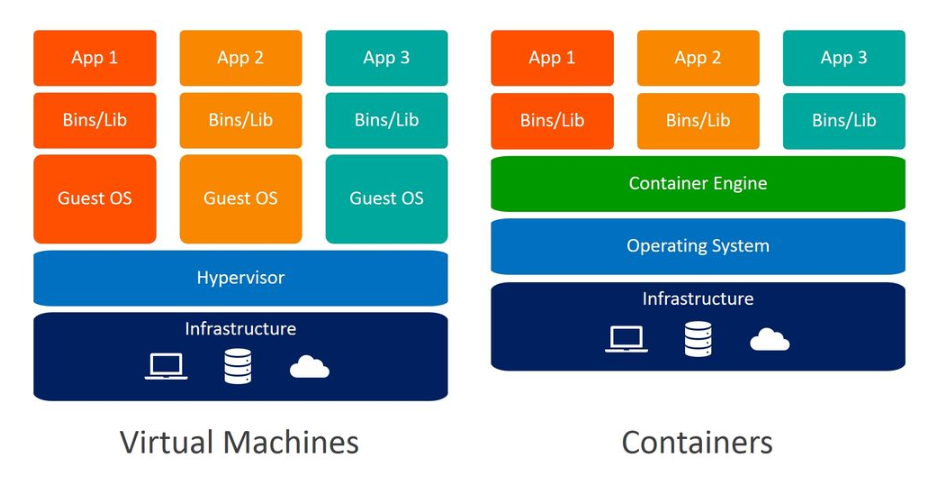 App 1
App 2
App 3
Bins/Lib
Bins/Lib
Bins/Lib
Guest OS
Guest OS
Guest OS
Hypervisor
Infrastructure
Virtual Machines
App 1
App 2
App 3
Bins/Lib
Bins/Lib
Bins/Lib
Container Engine
Operating System
Infrastructure
Containers